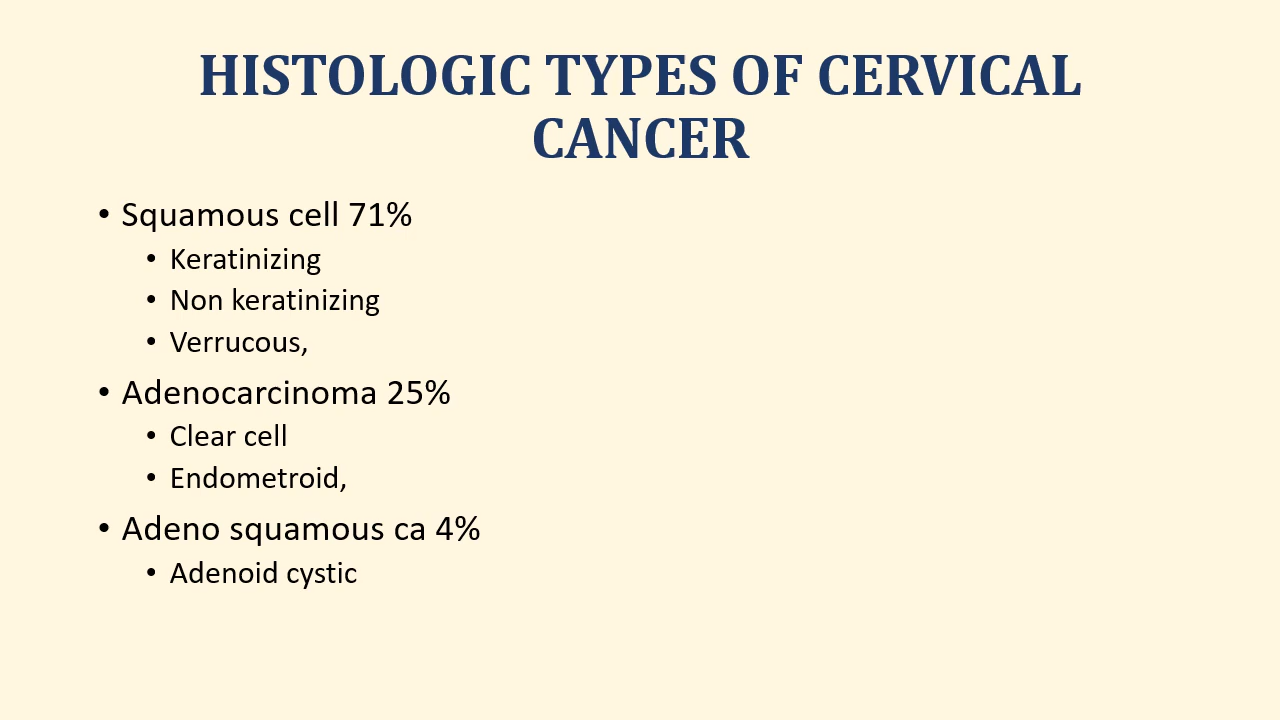 HISTOLOGIC TYPES OF CERVICAL
CANCER
• Squamous cell 71%
• Keratinizing
• Non keratinizing
• Verrucous,
• Adenocarcinoma 25%
• Clear cell
• Endometroid,
• Adeno squamous ca 4%
• Adenoid cystic